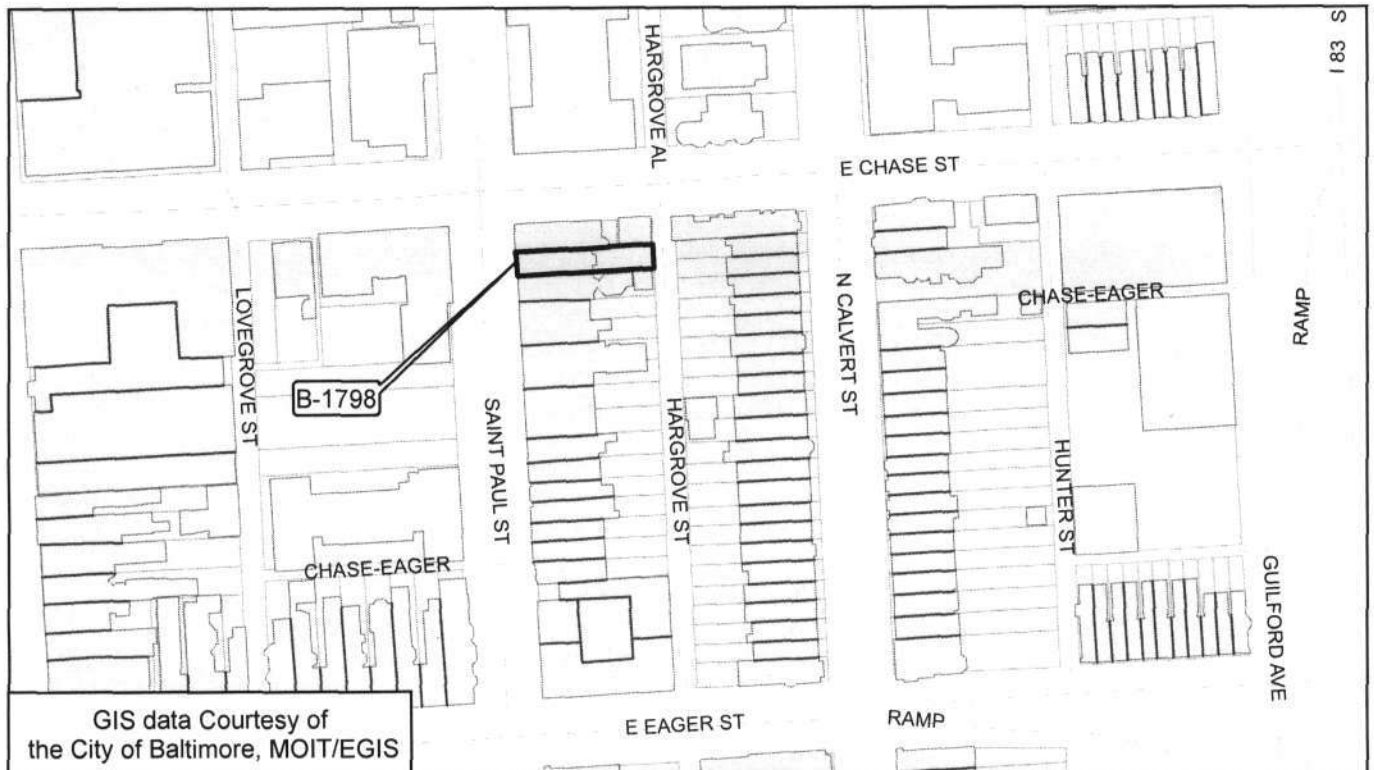 HARGROVE AL
I 83 S
E CHASE ST
LOVEGROVE ST
B-1798
SAINT PAUL ST
HARGROVE ST
N CALVERT ST
CHASE-EAGER
HUNTER ST
RAMP
CHASE-EAGER
GUILFORD AVE
E EAGER ST
RAMP
GIS data Courtesy of
the City of Baltimore, MOIT/EGIS